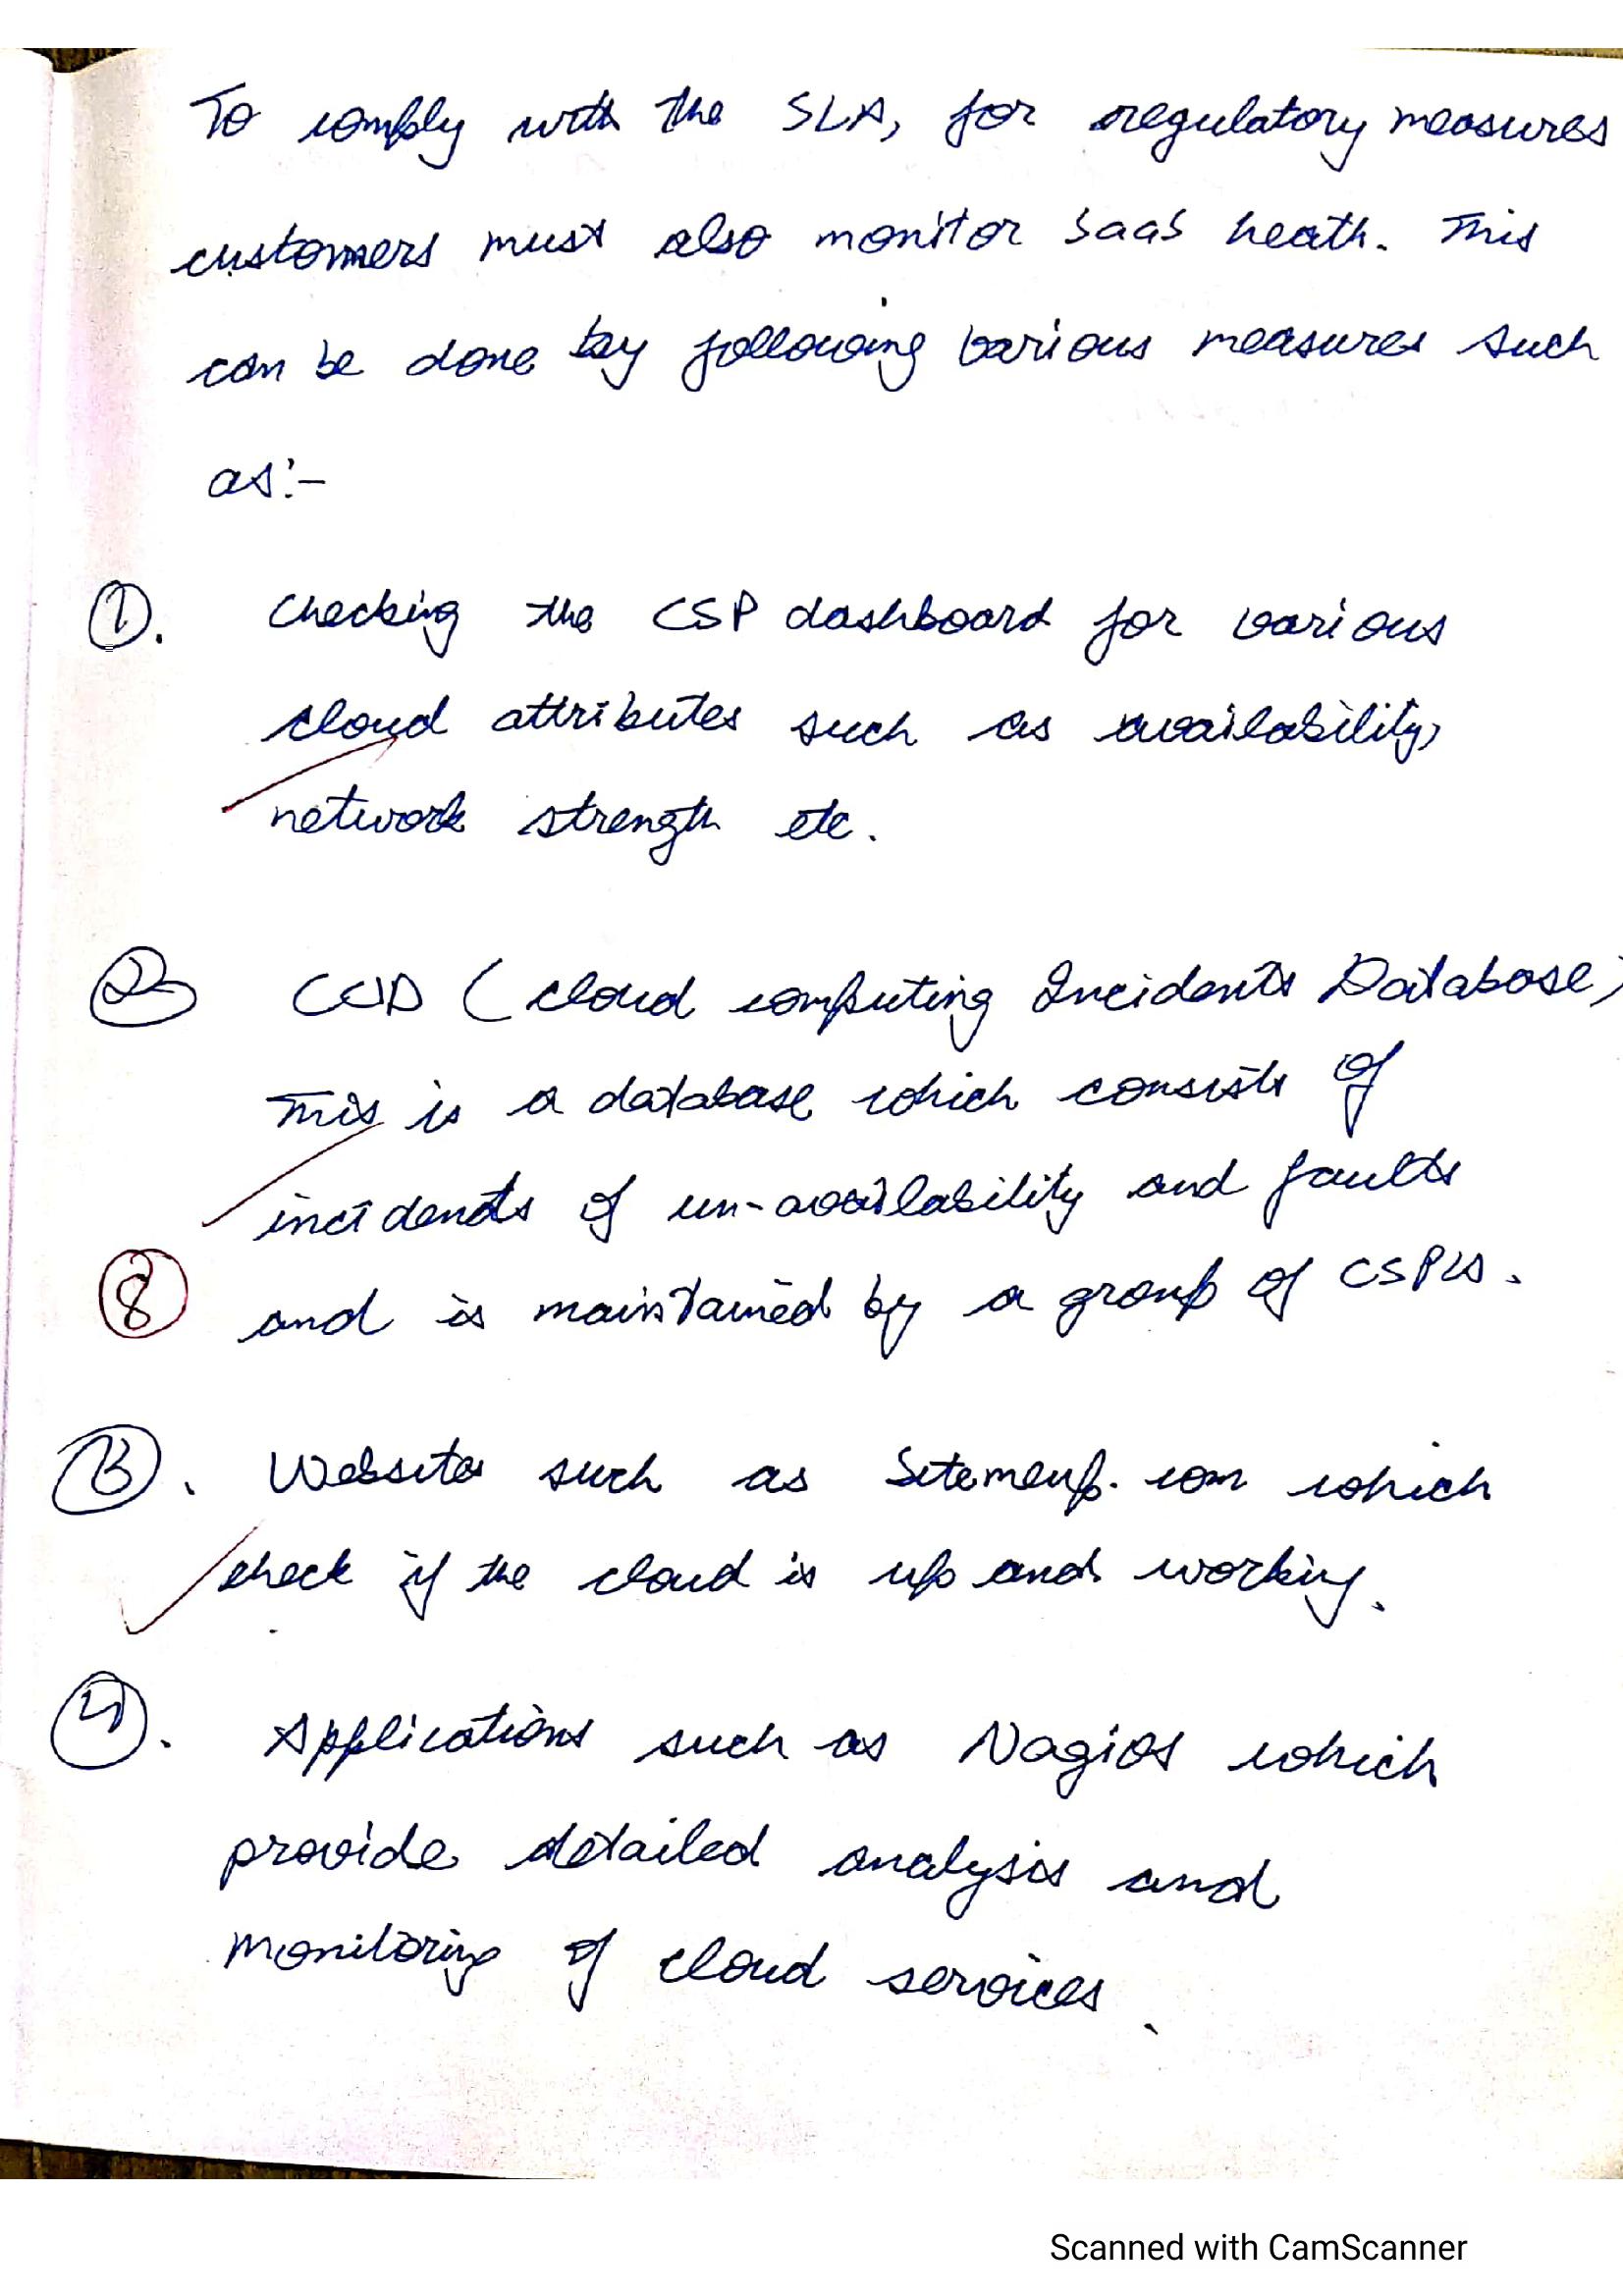 To comply with the SLA, for regulatory measures
customers must also monitor SaaS heath. This
can be done by following various measures such
as:-
1. Checking the CSP dashboard for various
cloud attributes such as availability,
network strength etc.
2 CCID (cloud computing Incidents Database)
This is a database which consists of
incidents of un-availability and faults
8 and is maintained by a group of CSPs.
3. Websites such as Sitemeup.com which
check if the cloud is up and working.
4. Applications such as Nagios which
provide detailed analysis and
monitoring of cloud services.
Scanned with CamScanner